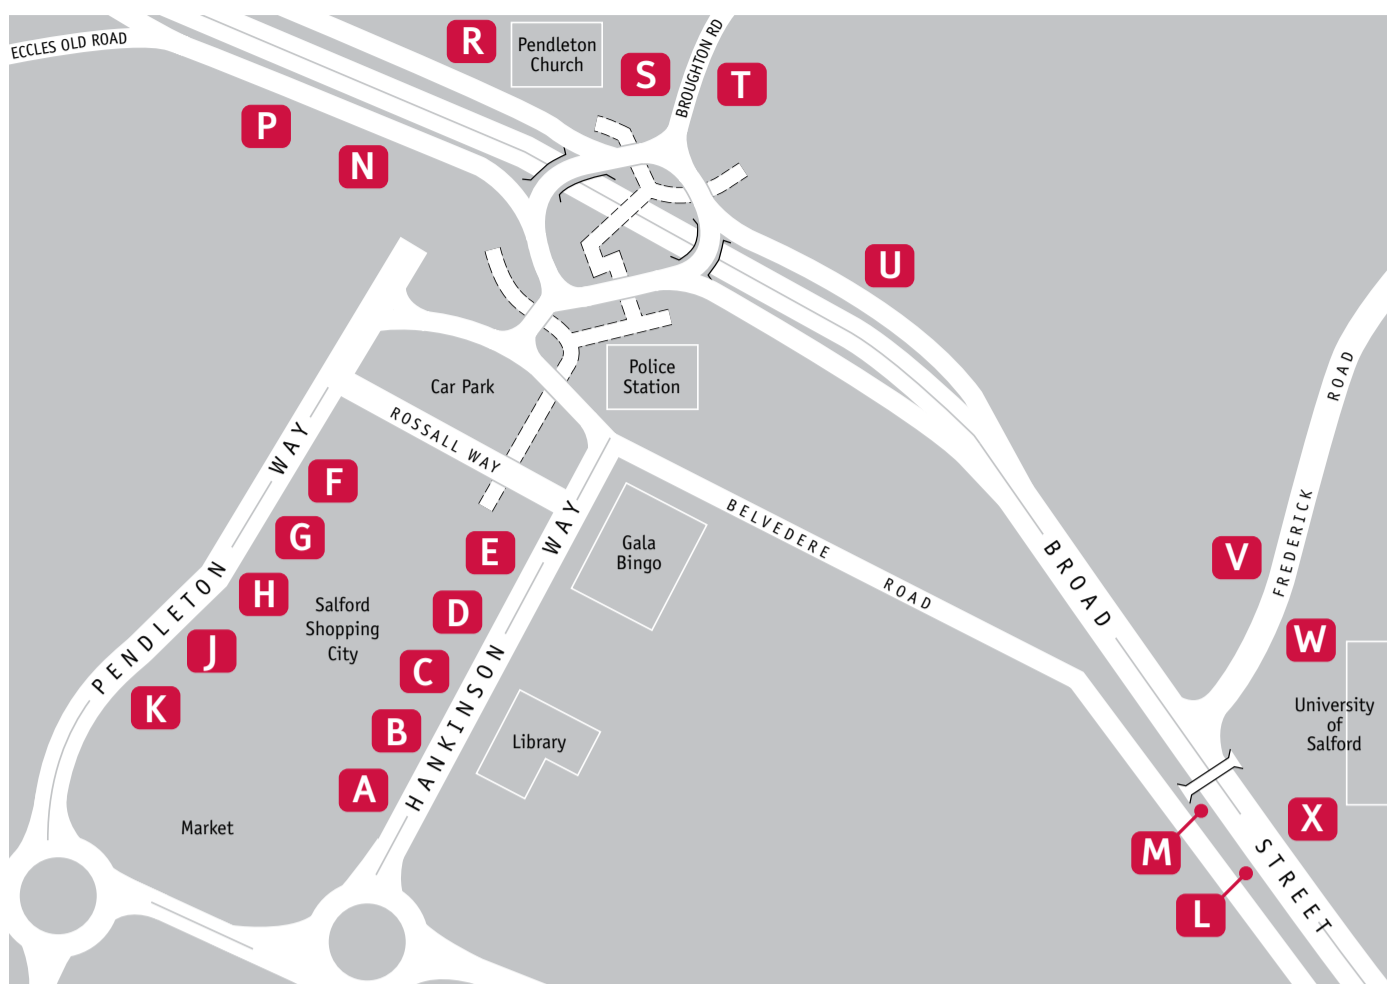 ECCLES OLD ROAD
R
Pendleton
Church
S
BROUGHTON RD
T
P
N
U
Police
Station
Car Park
ROSSALL WAY
PENDLETON WAY
F
G
H
J
K
Salford
Shopping
City
E
D
C
B
A
HANKINSON WAY
Gala
Bingo
Library
Market
BELVEDERE ROAD
BROAD STREET
FREDERICK ROAD
V
W
University
of
Salford
X
M
L